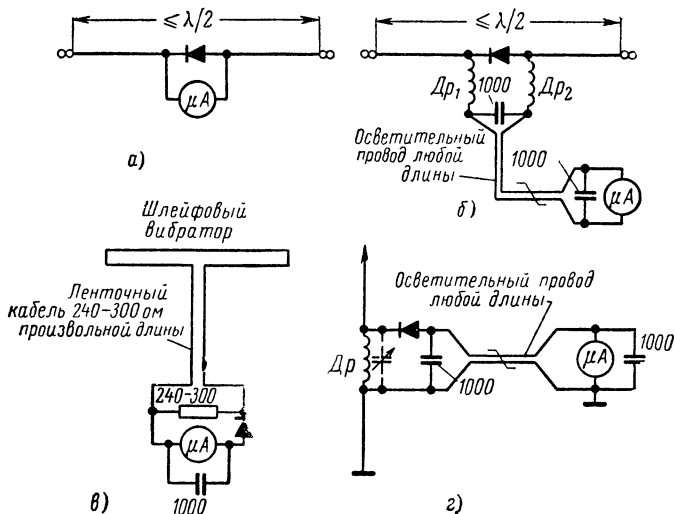 ≤ λ/2
μA
а)
≤ λ/2
Др₁
1000
Др₂
Осветительный
провод любой
длины
1000
μA
б)
Шлейфовый
вибратор
Ленточный
кабель 240-300 ом
произвольной длины
240-300
μA
1000
в)
Осветительный провод
любой длины
Др
1000
μA
1000
г)